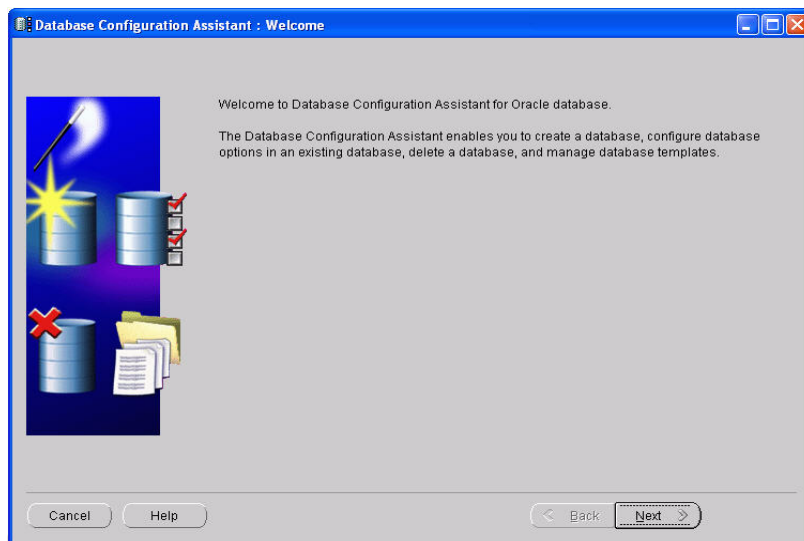 Database Configuration Assistant : Welcome
Welcome to Database Configuration Assistant for Oracle database.
The Database Configuration Assistant enables you to create a database, configure database
options in an existing database, delete a database, and manage database templates.
Cancel
Help
Back
Next